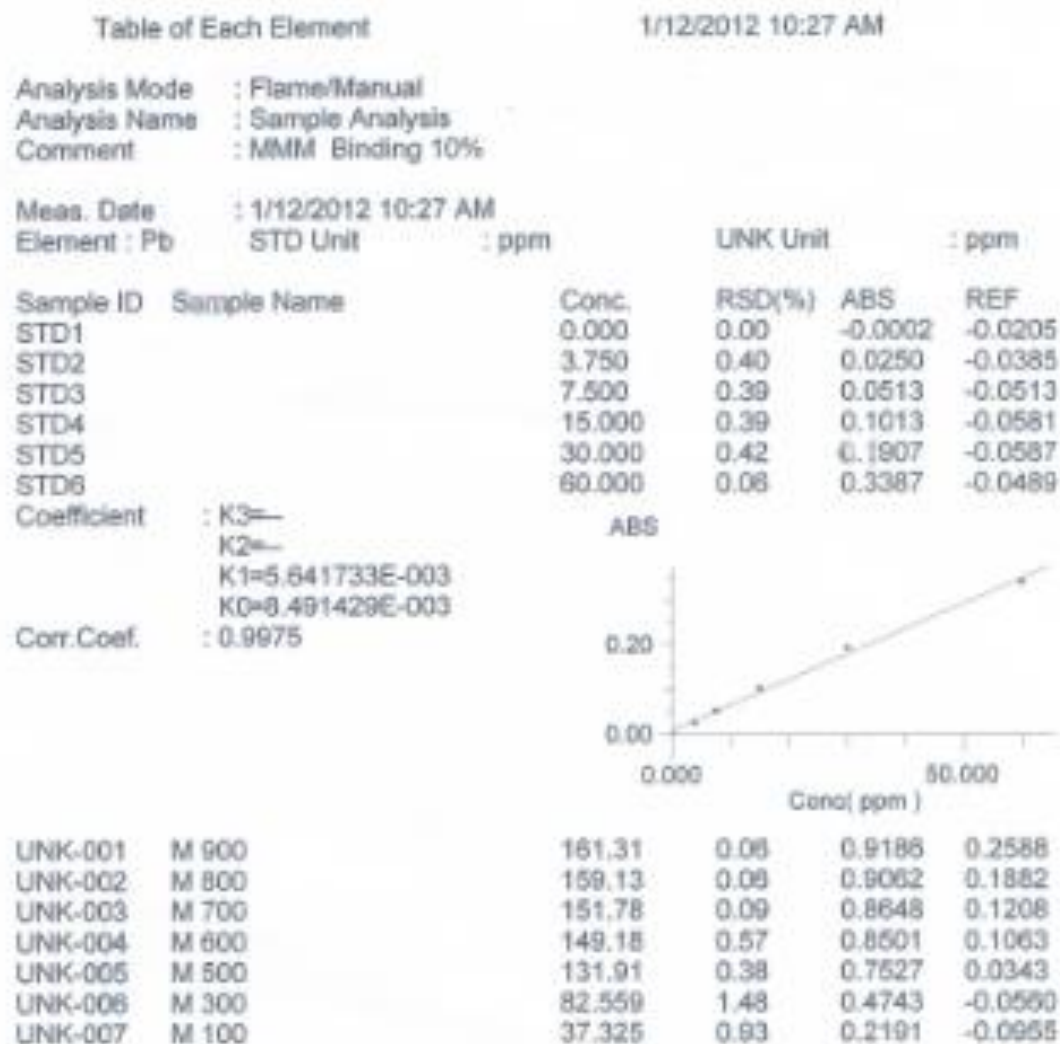 Table of Each Element 1/12/2012 10:27 AM
Analysis Mode : Flame/Manual
Analysis Name : Sample Analysis
Comment : MMM Binding 10%
Meas. Date : 1/12/2012 10:27 AM
Element : Pb STD Unit : ppm UNK Unit : ppm
Sample ID Sample Name Conc. RSD(%) ABS REF
STD1 0.000 0.00 -0.0002 -0.0205
STD2 3.750 0.40 0.0250 -0.0385
STD3 7.500 0.39 0.0513 -0.0513
STD4 15.000 0.39 0.1013 -0.0581
STD5 30.000 0.42 0.1907 -0.0587
STD6 60.000 0.06 0.3387 -0.0489
Coefficient : K3=--
K2=--
K1=5.641733E-003
K0=8.491429E-003
Corr.Coef. : 0.9975
ABS
0.20
0.00
0.000 50.000
Conc( ppm )
UNK-001 M 900 161.31 0.06 0.9186 0.2588
UNK-002 M 800 159.13 0.06 0.9062 0.1882
UNK-003 M 700 151.78 0.09 0.8648 0.1208
UNK-004 M 600 149.18 0.57 0.8501 0.1063
UNK-005 M 500 131.91 0.38 0.7527 0.0343
UNK-006 M 300 82.559 1.48 0.4743 -0.0560
UNK-007 M 100 37.325 0.93 0.2191 -0.0955